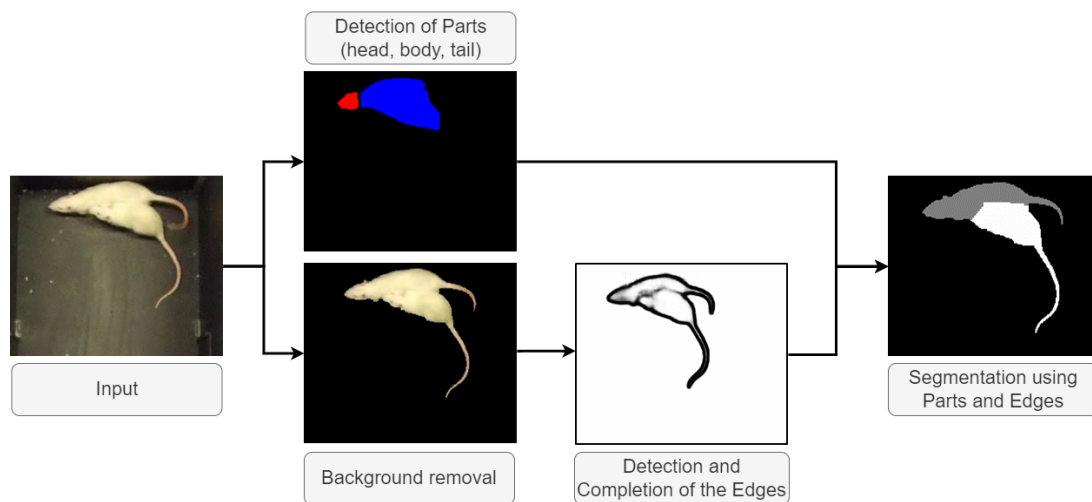 Detection of Parts
(head, body, tail)
Input
Background removal
Detection and
Completion of the Edges
Segmentation using
Parts and Edges